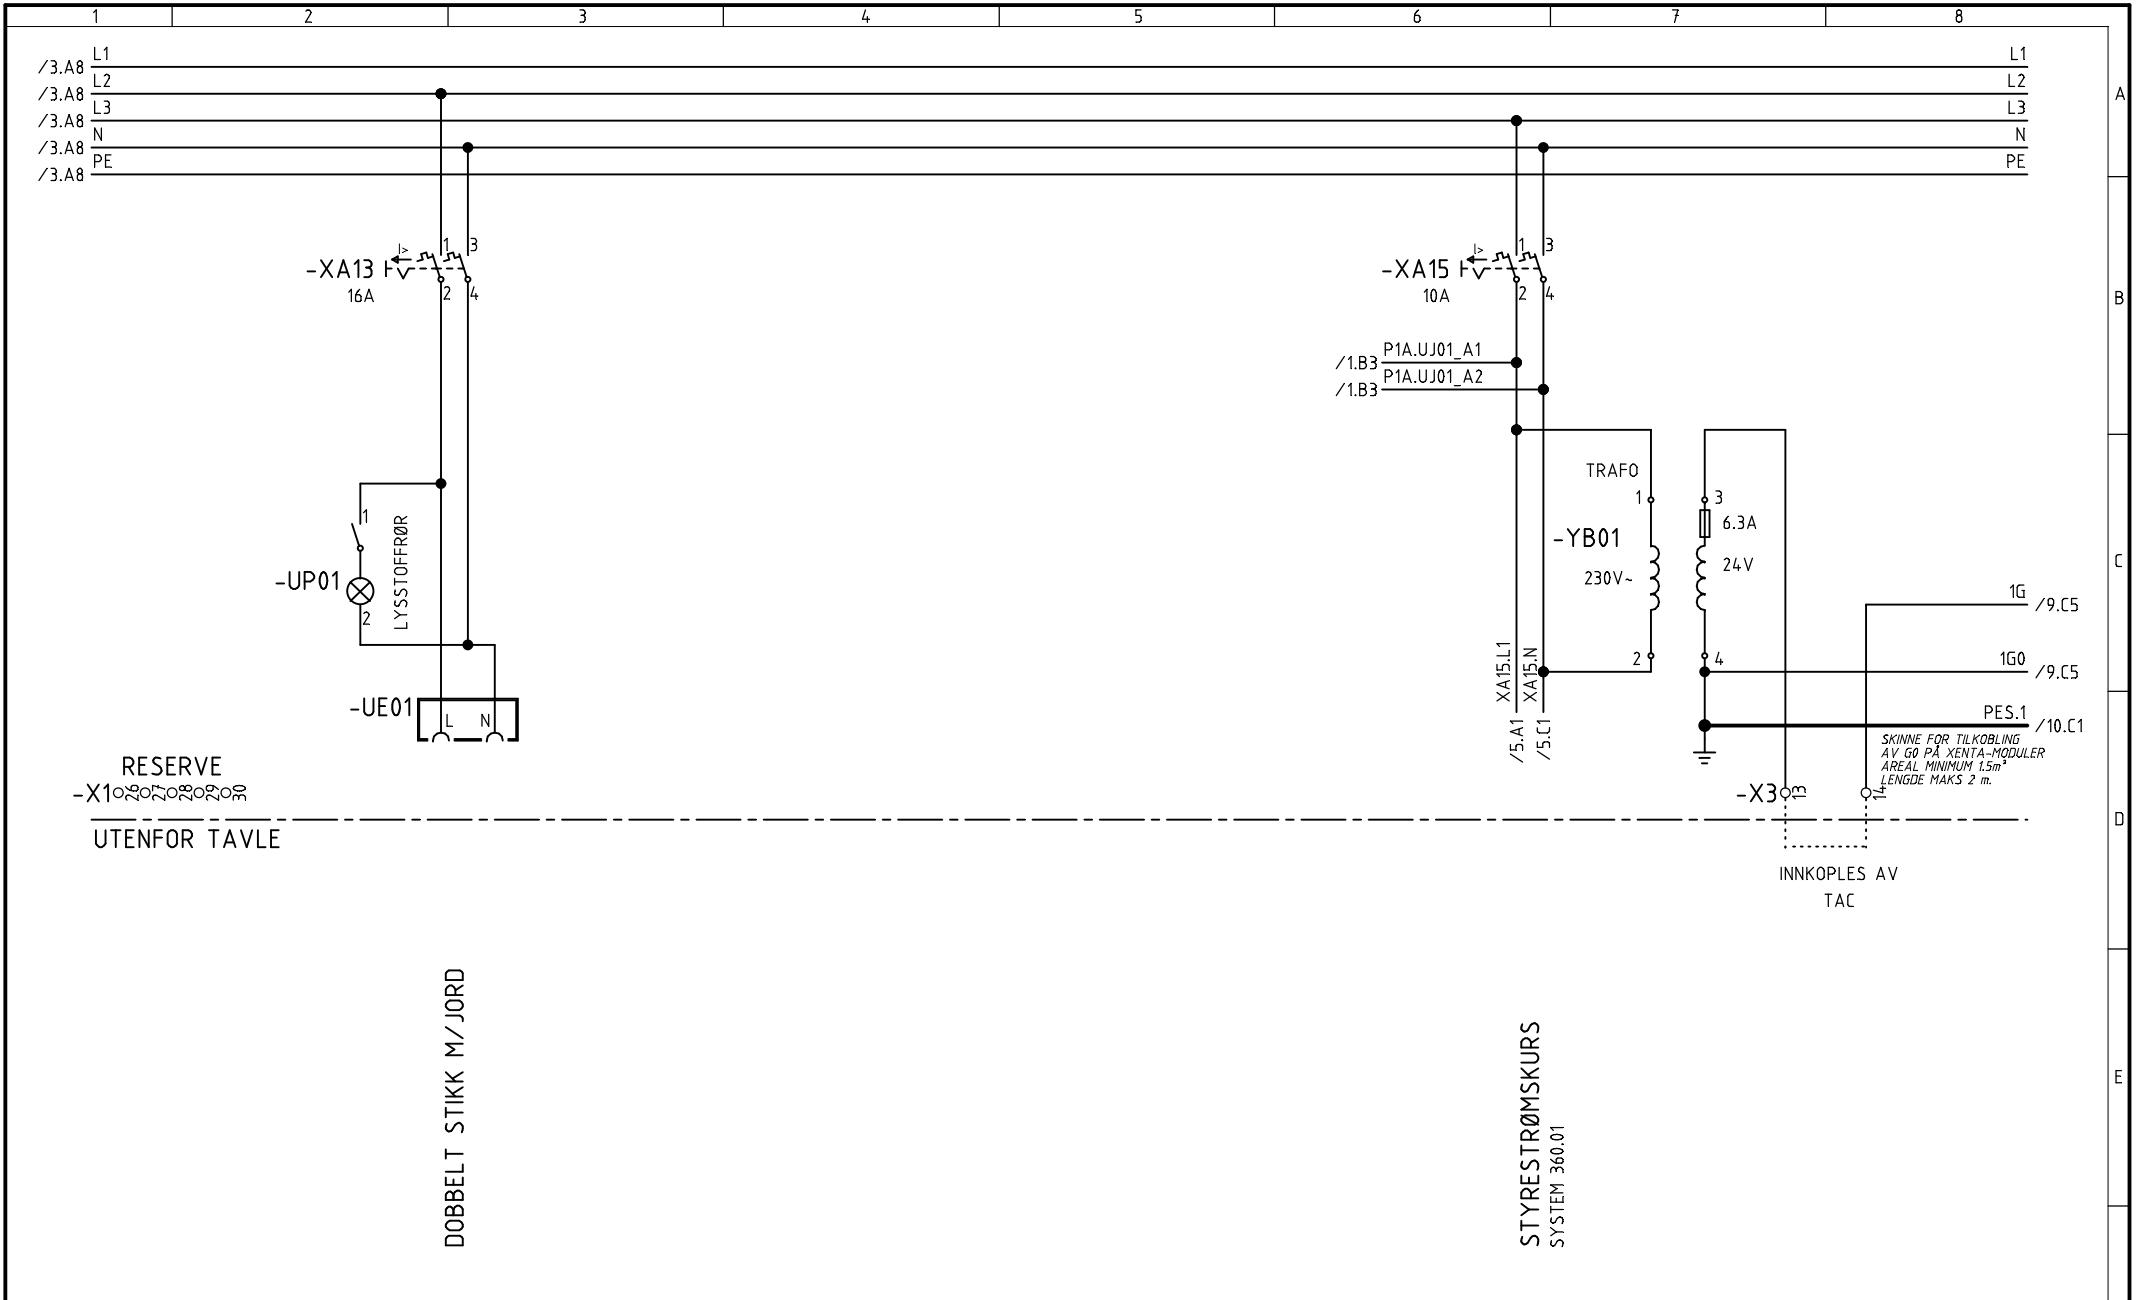 1 2 3 4 5 6 7 8
L1 L1
/3.A8
L2 L2
/3.A8
L3 L3
/3.A8
N N
/3.A8
PE PE
/3.A8
A
B
C
D
E
-XA13
16A
I>
1 3
2 4
-XA15
10A
I>
1 3
2 4
/1.B3 P1A.UJ01_A1
/1.B3 P1A.UJ01_A2
TRAFO
1
3
6.3A
-YB01
230V~
24V
2
4
1
-UP01
2
LYSSTOFFRØR
-UE01
L N
XA15.L1
XA15.N
/5.A1
/5.C1
1G
/9.C5
1G0
/9.C5
PES.1
/10.C1
SKINNE FOR TILKOBLING
AV G0 PÅ XENTA-MODULER
AREAL MINIMUM 1.5m²
LENGDE MAKS 2 m.
RESERVE
-X1 26 27 28 29 30
-X3 13 14
UTENFOR TAVLE
INNKOPLES AV
TAC
DOBBELT STIKK M/JORD
STYRESTRØMSKURS
SYSTEM 360.01